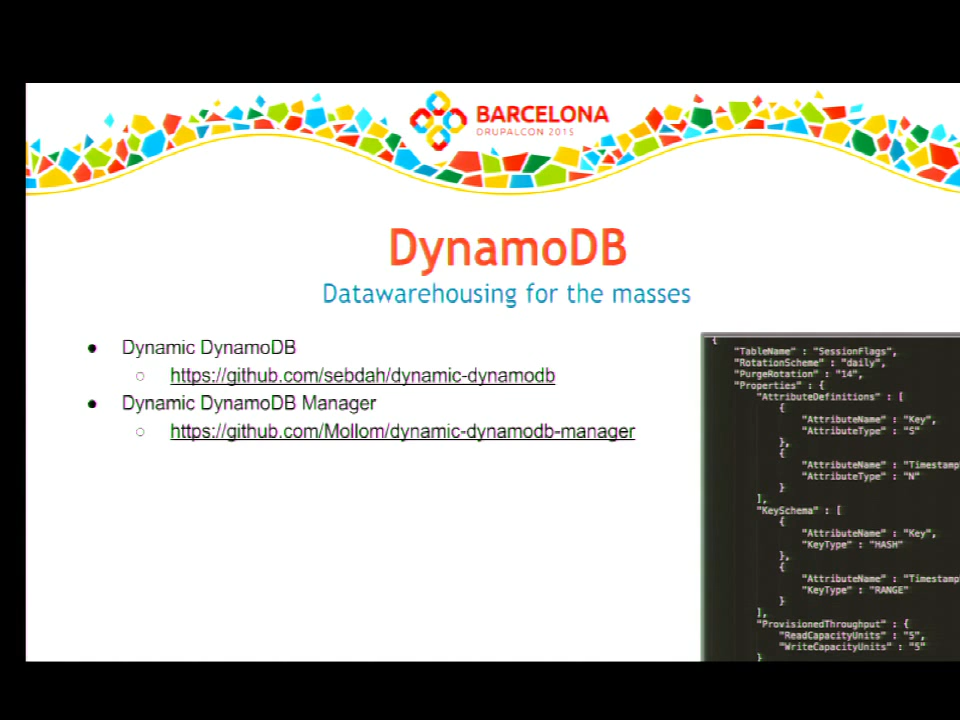 BARCELONA
DRUPALCON 2015
DynamoDB
Datawarehousing for the masses
● Dynamic DynamoDB
○ https://github.com/sebdah/dynamic-dynamodb
● Dynamic DynamoDB Manager
○ https://github.com/Mollom/dynamic-dynamodb-manager
{
"TableName" : "SessionFlags",
"RotationScheme" : "daily",
"PurgeRotation" : "14",
"Properties" : {
"AttributeDefinitions" : [
{
"AttributeName" : "Key",
"AttributeType" : "S"
},
{
"AttributeName" : "Timestamp
"AttributeType" : "N"
}
],
"KeySchema" : [
{
"AttributeName" : "Key",
"KeyType" : "HASH"
},
{
"AttributeName" : "Timestamp
"KeyType" : "RANGE"
}
],
"ProvisionedThroughput" : {
"ReadCapacityUnits" : "5",
"WriteCapacityUnits" : "5"
}